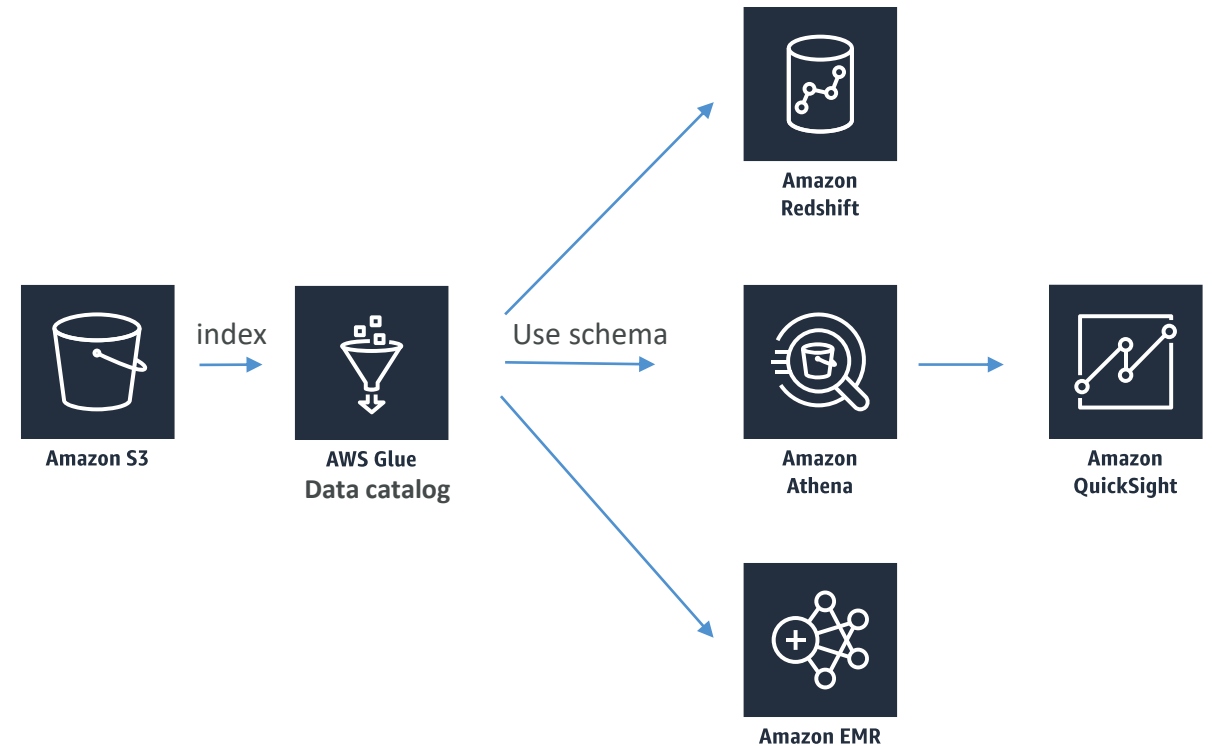 Amazon
Redshift
index
Use schema
Amazon S3
AWS Glue
Data catalog
Amazon
Athena
Amazon
QuickSight
Amazon EMR